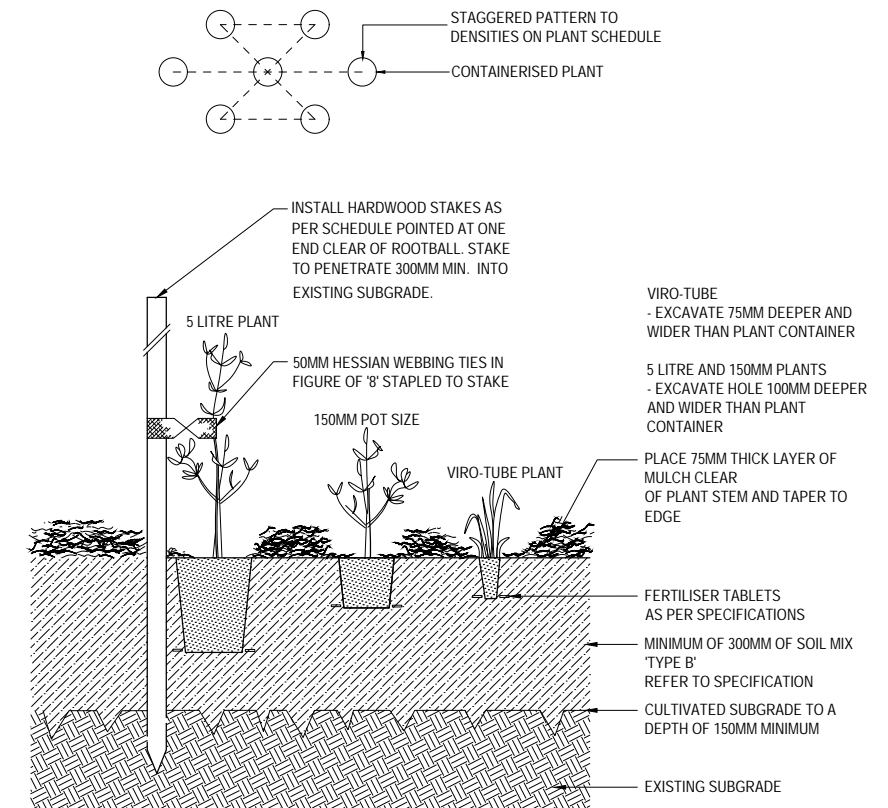 STAGGERED PATTERN TO
DENSITIES ON PLANT SCHEDULE
CONTAINERISED PLANT
INSTALL HARDWOOD STAKES AS
PER SCHEDULE POINTED AT ONE
END CLEAR OF ROOTBALL. STAKE
TO PENETRATE 300MM MIN. INTO
EXISTING SUBGRADE.
5 LITRE PLANT
50MM HESSIAN WEBBING TIES IN
FIGURE OF '8' STAPLED TO STAKE
150MM POT SIZE
VIRO-TUBE PLANT
VIRO-TUBE
- EXCAVATE 75MM DEEPER AND
WIDER THAN PLANT CONTAINER
5 LITRE AND 150MM PLANTS
- EXCAVATE HOLE 100MM DEEPER
AND WIDER THAN PLANT
CONTAINER
PLACE 75MM THICK LAYER OF
MULCH CLEAR
OF PLANT STEM AND TAPER TO
EDGE
FERTILISER TABLETS
AS PER SPECIFICATIONS
MINIMUM OF 300MM OF SOIL MIX
'TYPE B'
REFER TO SPECIFICATION
CULTIVATED SUBGRADE TO A
DEPTH OF 150MM MINIMUM
EXISTING SUBGRADE